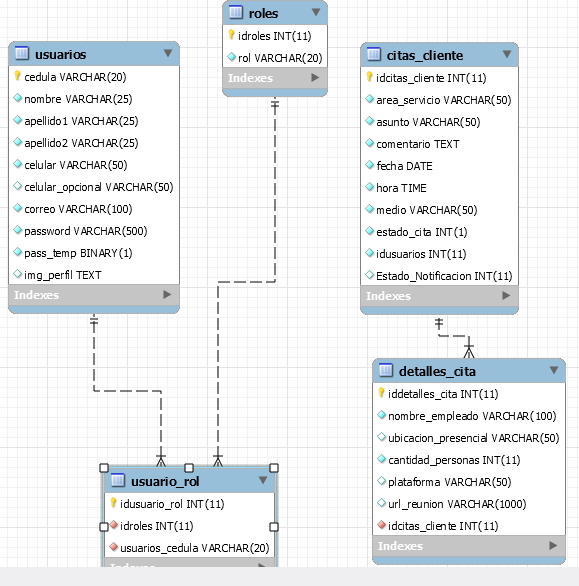 roles
idroles INT(11)
rol VARCHAR(20)
Indexes
usuarios
cedula VARCHAR(20)
nombre VARCHAR(25)
apellido1 VARCHAR(25)
apellido2 VARCHAR(25)
celular VARCHAR(50)
celular_opcional VARCHAR(50)
correo VARCHAR(100)
password VARCHAR(500)
pass_temp BINARY(1)
img_perfil TEXT
Indexes
citas_cliente
idcitas_cliente INT(11)
area_servicio VARCHAR(50)
asunto VARCHAR(50)
comentario TEXT
fecha DATE
hora TIME
medio VARCHAR(50)
estado_cita INT(1)
idusuarios INT(11)
Estado_Notificacion INT(11)
Indexes
detalles_cita
iddetalles_cita INT(11)
nombre_empleado VARCHAR(100)
ubicacion_presencial VARCHAR(50)
cantidad_personas INT(11)
plataforma VARCHAR(50)
url_reunion VARCHAR(1000)
idcitas_cliente INT(11)
Indexes
usuario_rol
idusuario_rol INT(11)
idroles INT(11)
usuarios_cedula VARCHAR(20)
Indexes